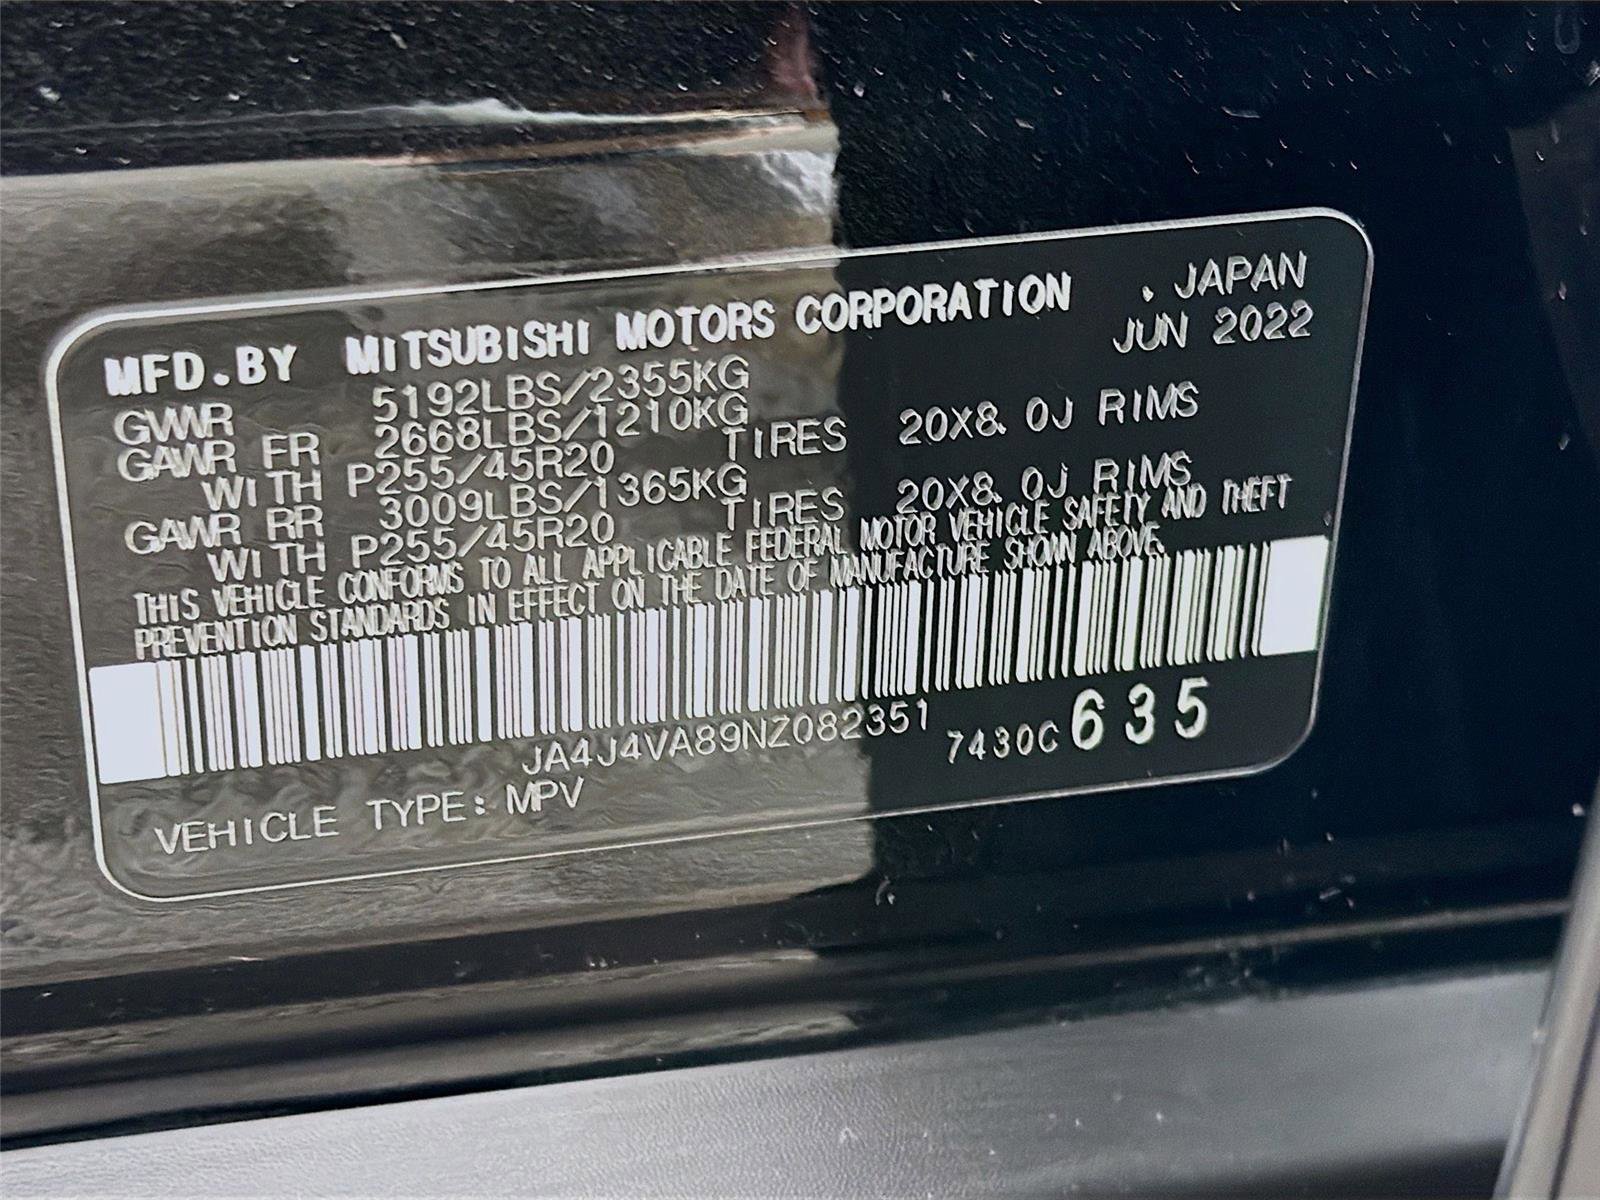 MFD.BY MITSUBISHI MOTORS CORPORATION . JAPAN
JUN 2022
GVWR 5192LBS/2355KG
GAWR FR 2668LBS/1210KG
WITH P255/45R20 TIRES 20X8.0J RIMS
GAWR RR 3009LBS/1365KG
WITH P255/45R20 TIRES 20X8.0J RIMS
THIS VEHICLE CONFORMS TO ALL APPLICABLE FEDERAL MOTOR VEHICLE SAFETY AND THEFT
PREVENTION STANDARDS IN EFFECT ON THE DATE OF MANUFACTURE SHOWN ABOVE.
JA4J4VA89NZ082351
7430C 635
VEHICLE TYPE: MPV